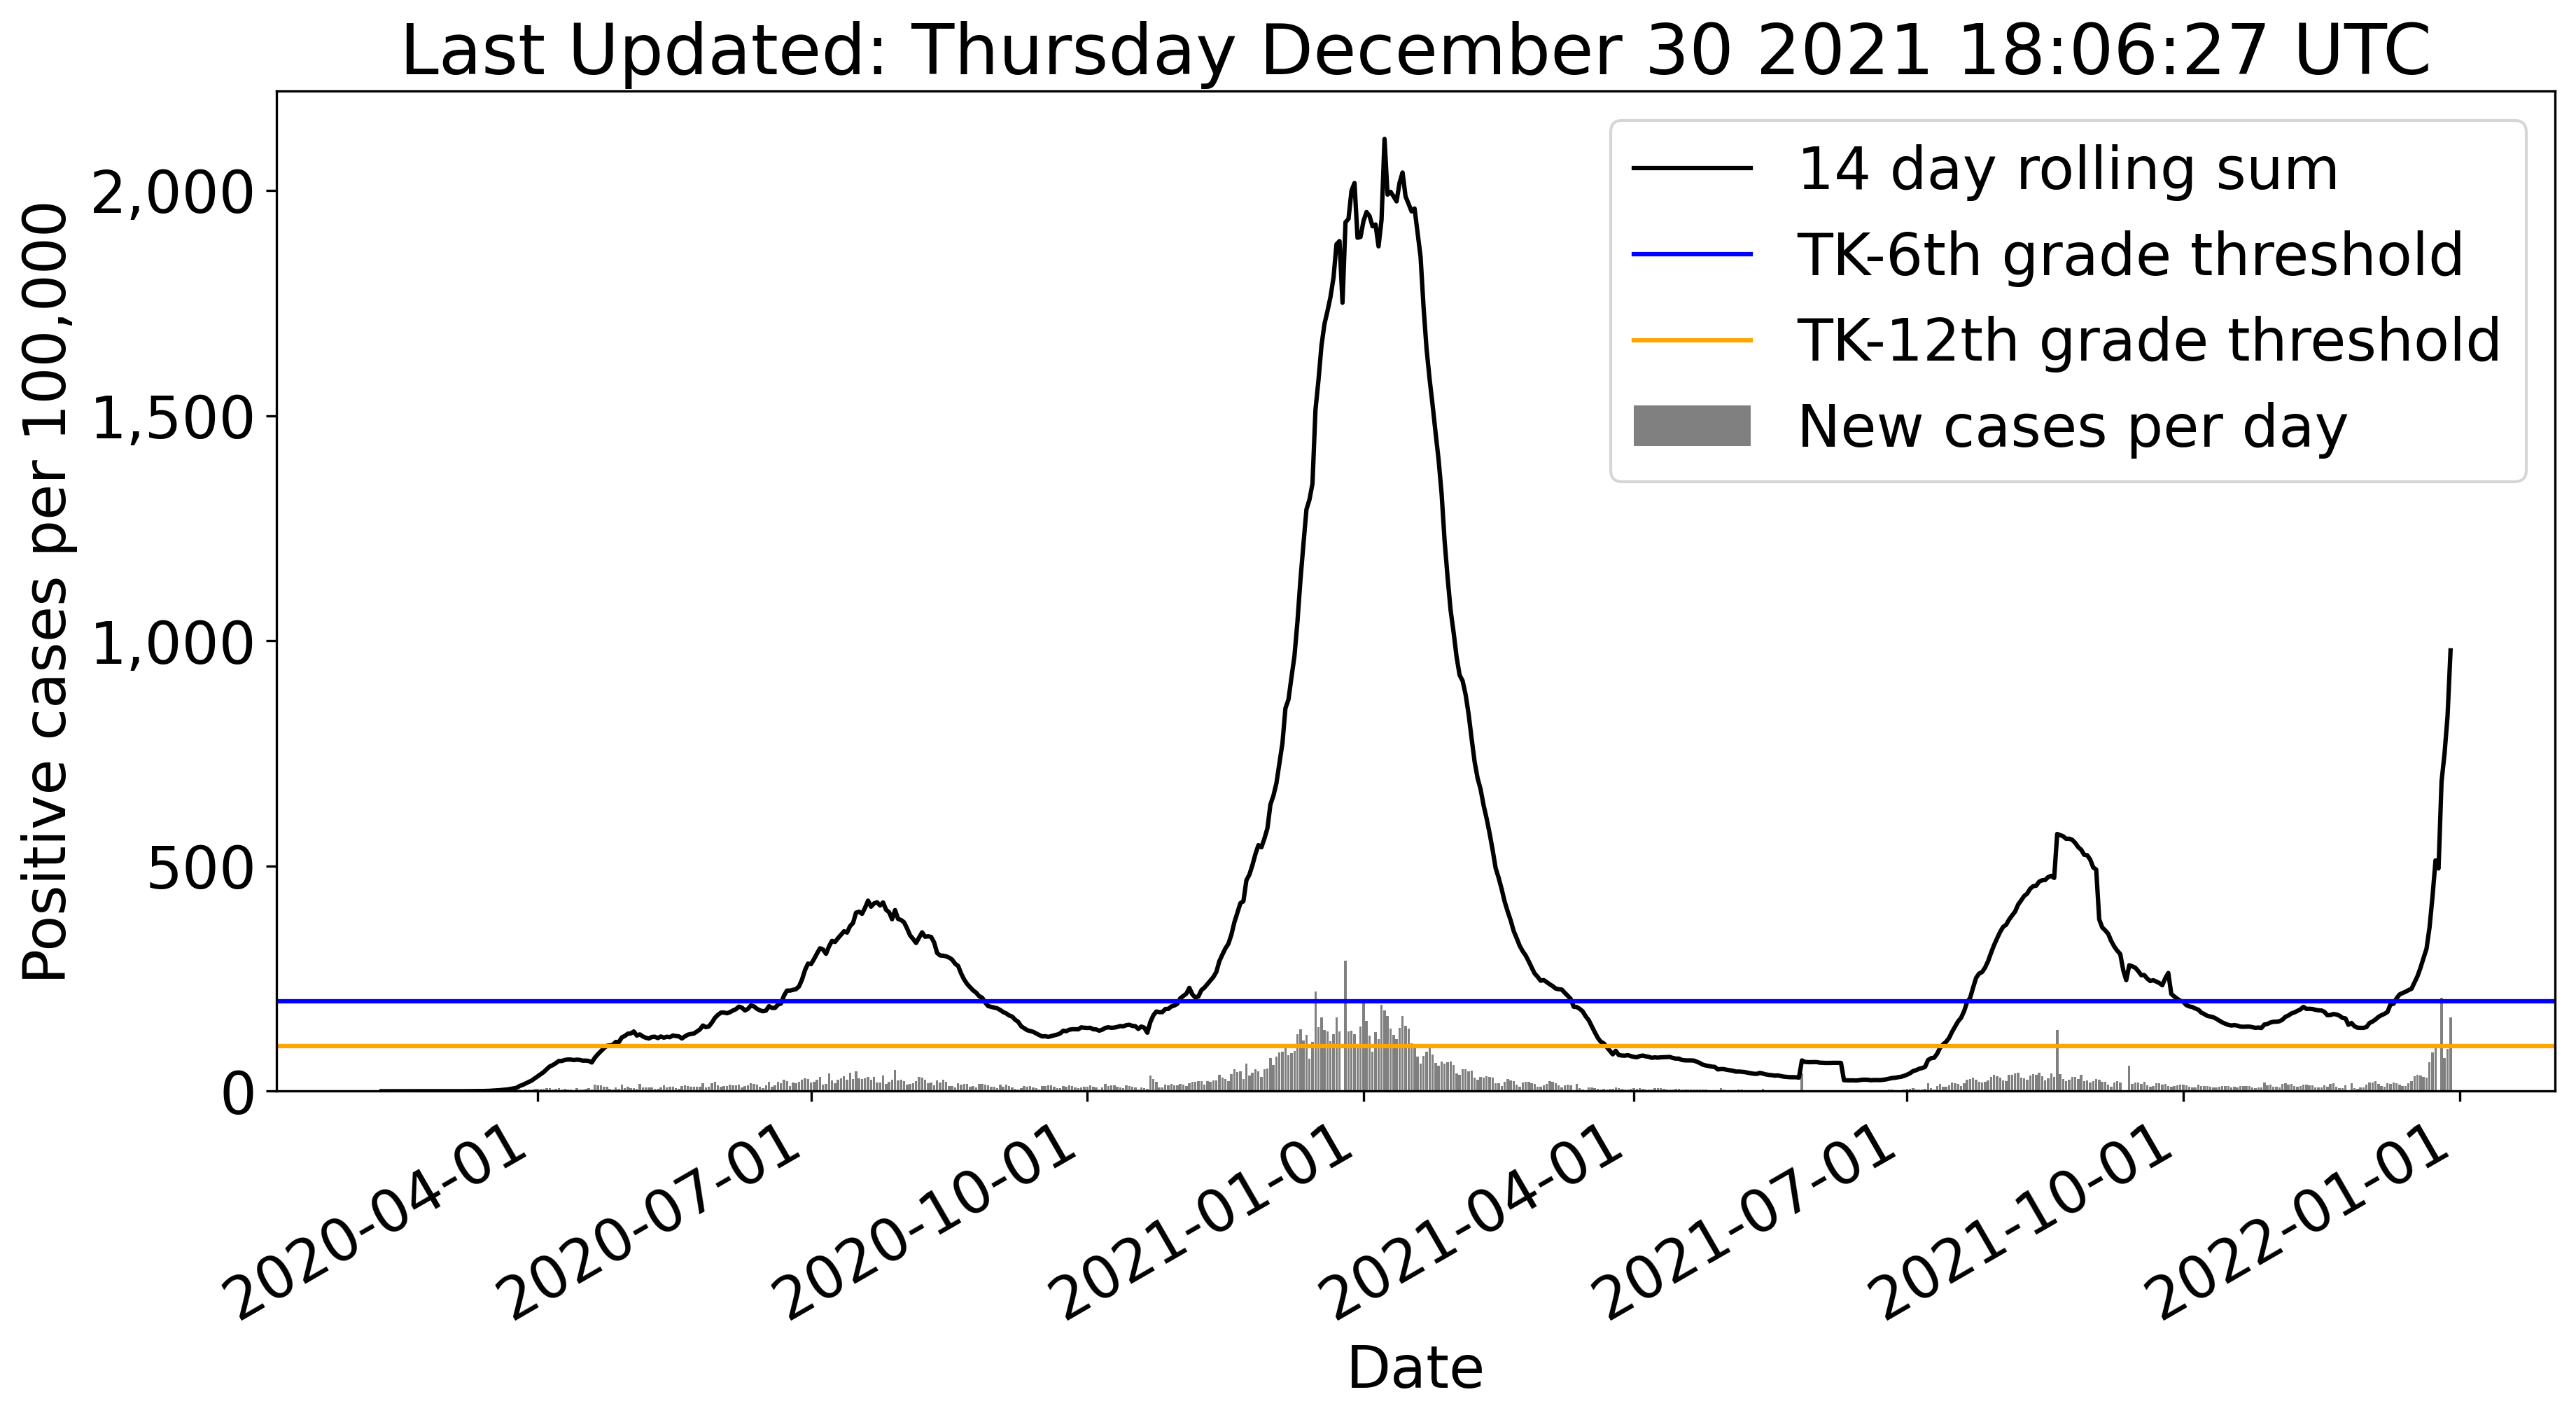 Last Updated: Thursday December 30 2021 18:06:27 UTC
Positive cases per 100,000
2,000
1,500
1,000
500
0
14 day rolling sum
TK-6th grade threshold
TK-12th grade threshold
New cases per day
2020-04-01
2020-07-01
2020-10-01
2021-01-01
2021-04-01
2021-07-01
2021-10-01
2022-01-01
Date